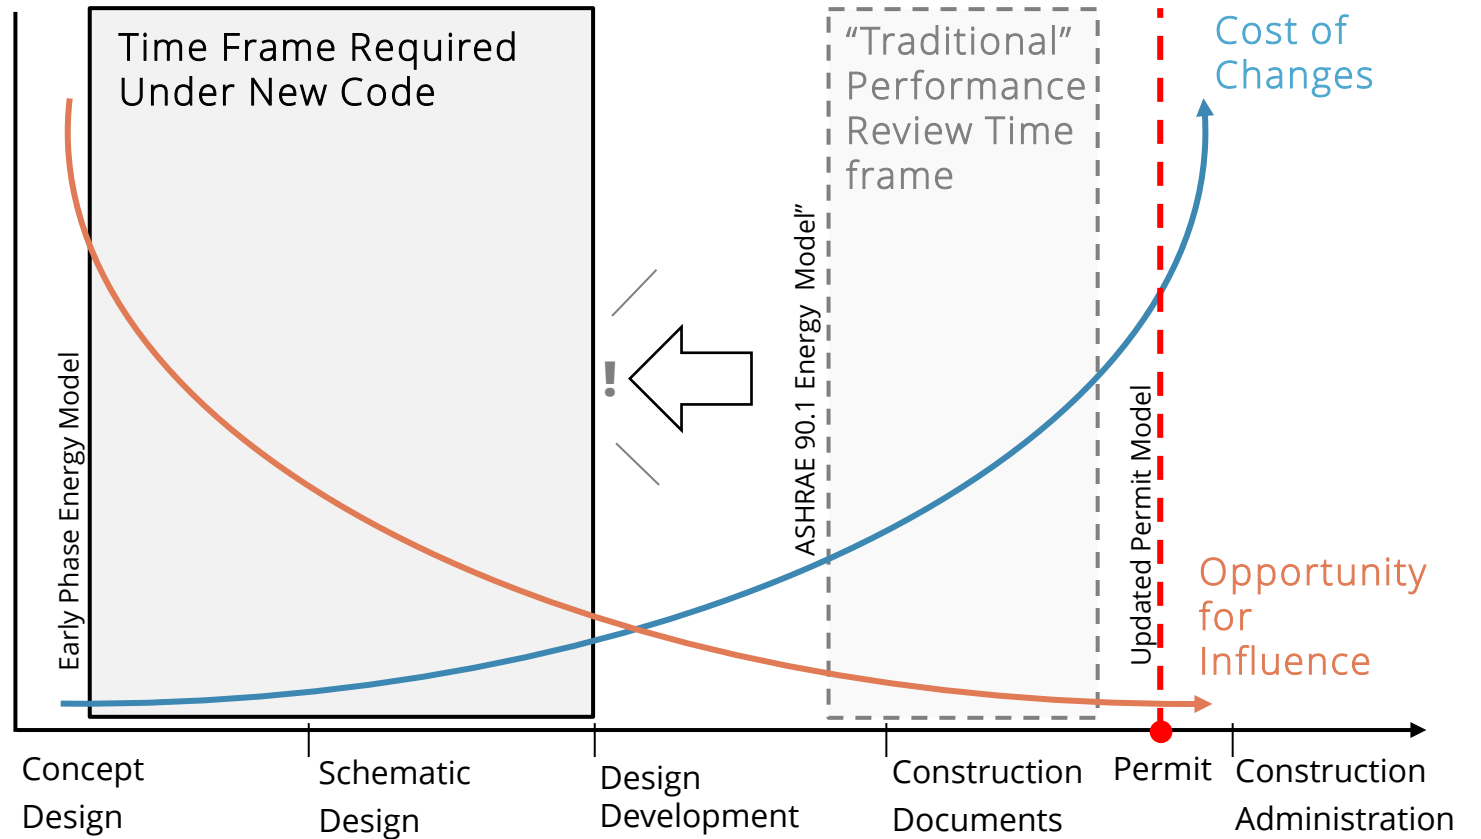 Time Frame Required
Under New Code
“Traditional”
Performance
Review Time
frame
Cost of
Changes
Early Phase Energy Model
!
ASHRAE 90.1 Energy Model”
Updated Permit Model
Opportunity
for
Influence
Concept
Design
Schematic
Design
Design
Development
Construction
Documents
Permit
Construction
Administration